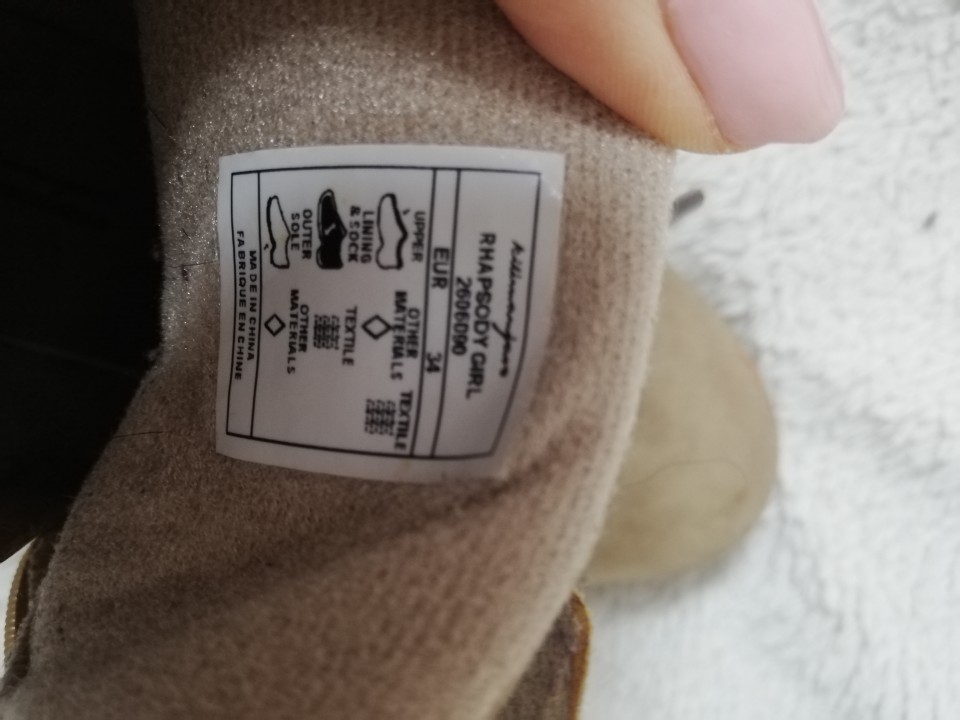 RHAPSODY GIRL
2606090
EUR 34
UPPER OTHER MATERIALS TEXTILE
LINING
& SOCK TEXTILE
OUTER
SOLE OTHER MATERIALS
MADE IN CHINA
FABRIQUE EN CHINE